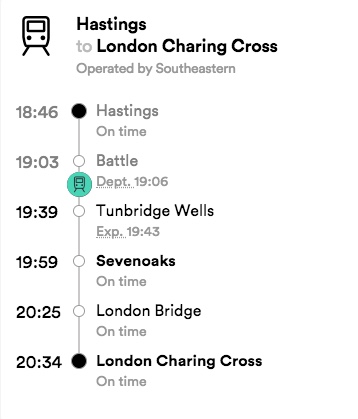 Hastings
to London Charing Cross
Operated by Southeastern
18:46 Hastings
On time
19:03 Battle
Dept. 19:06
19:39 Tunbridge Wells
Exp. 19:43
19:59 Sevenoaks
On time
20:25 London Bridge
On time
20:34 London Charing Cross
On time